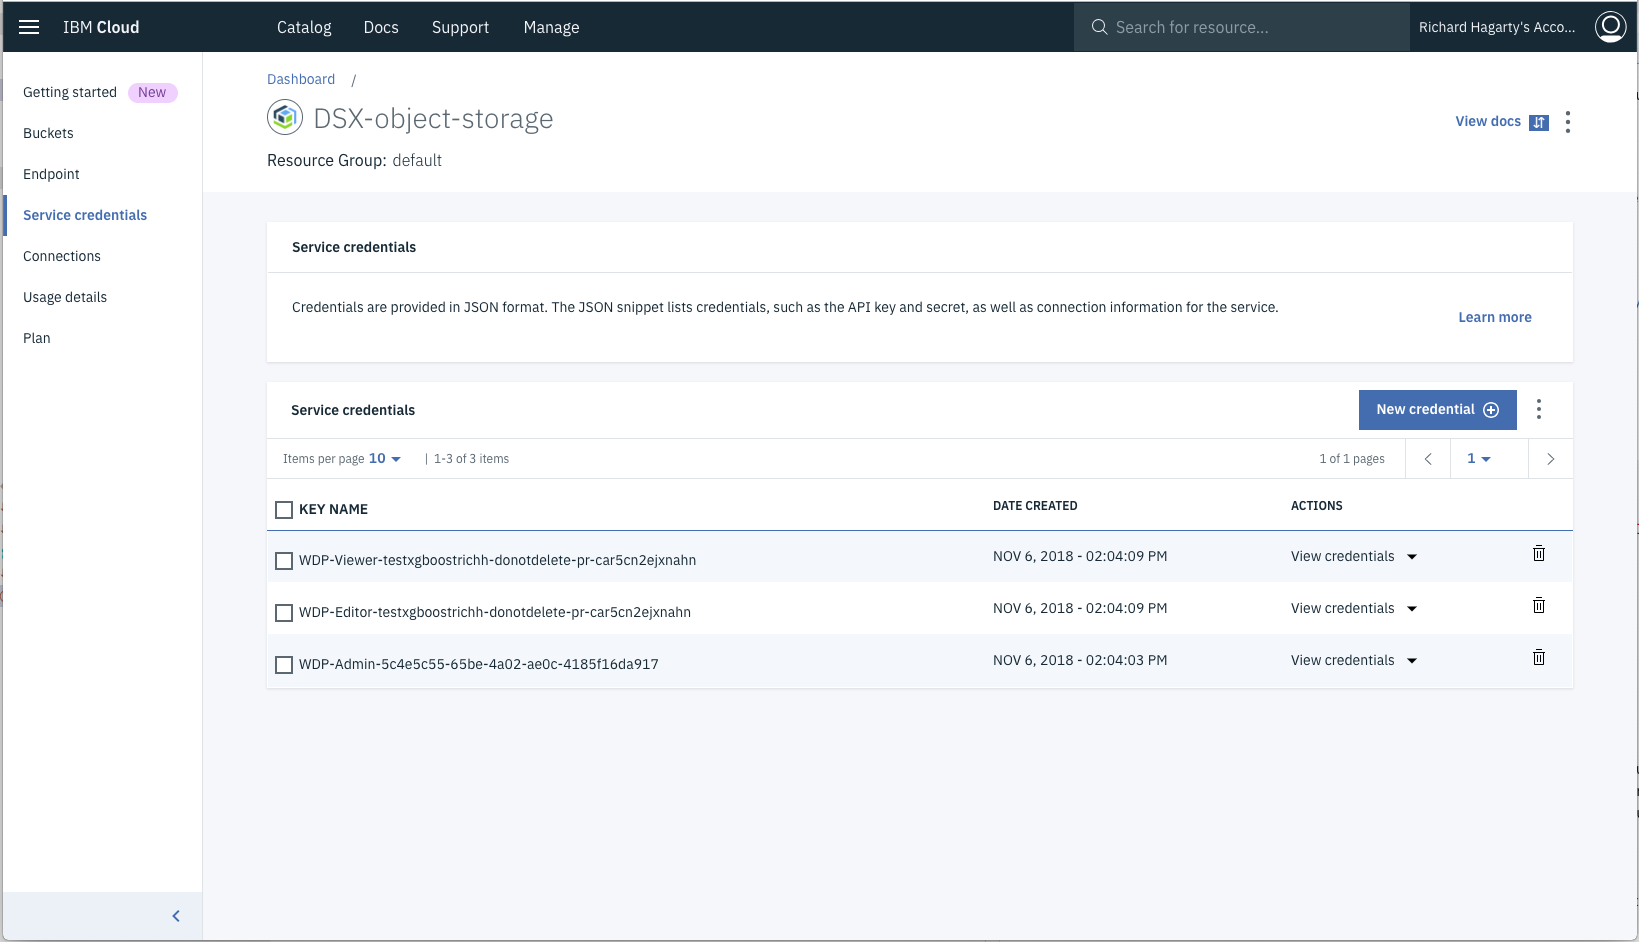 IBM Cloud Catalog Docs Support Manage Search for resource... Richard Hagarty's Acco...
Getting started New
Buckets
Endpoint
Service credentials
Connections
Usage details
Plan
Dashboard /
DSX-object-storage
View docs
Resource Group: default
Service credentials
Credentials are provided in JSON format. The JSON snippet lists credentials, such as the API key and secret, as well as connection information for the service.
Learn more
Service credentials
New credential
Items per page 10 | 1-3 of 3 items 1 of 1 pages 1
KEY NAME DATE CREATED ACTIONS
WDP-Viewer-testxgboostrichh-donotdelete-pr-car5cn2ejxnahn NOV 6, 2018 - 02:04:09 PM View credentials
WDP-Editor-testxgboostrichh-donotdelete-pr-car5cn2ejxnahn NOV 6, 2018 - 02:04:09 PM View credentials
WDP-Admin-5c4e5c55-65be-4a02-ae0c-4185f16da917 NOV 6, 2018 - 02:04:03 PM View credentials